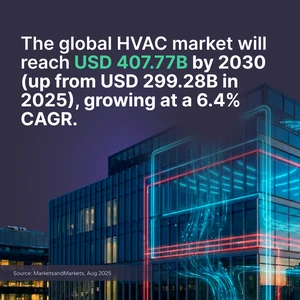 The global HVAC market will
reach USD 407.77B by 2030
(up from USD 299.28B in
2025), growing at a 6.4%
CAGR.
Source: MarketsandMarkets, Aug 2025